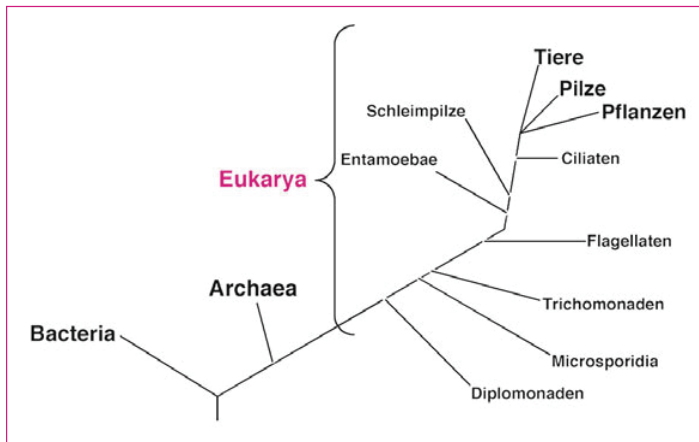 Tiere
Pilze
Pflanzen
Schleimpilze
Entamoebae
Ciliaten
Eukarya
Flagellaten
Archaea
Trichomonaden
Bacteria
Microsporidia
Diplomonaden